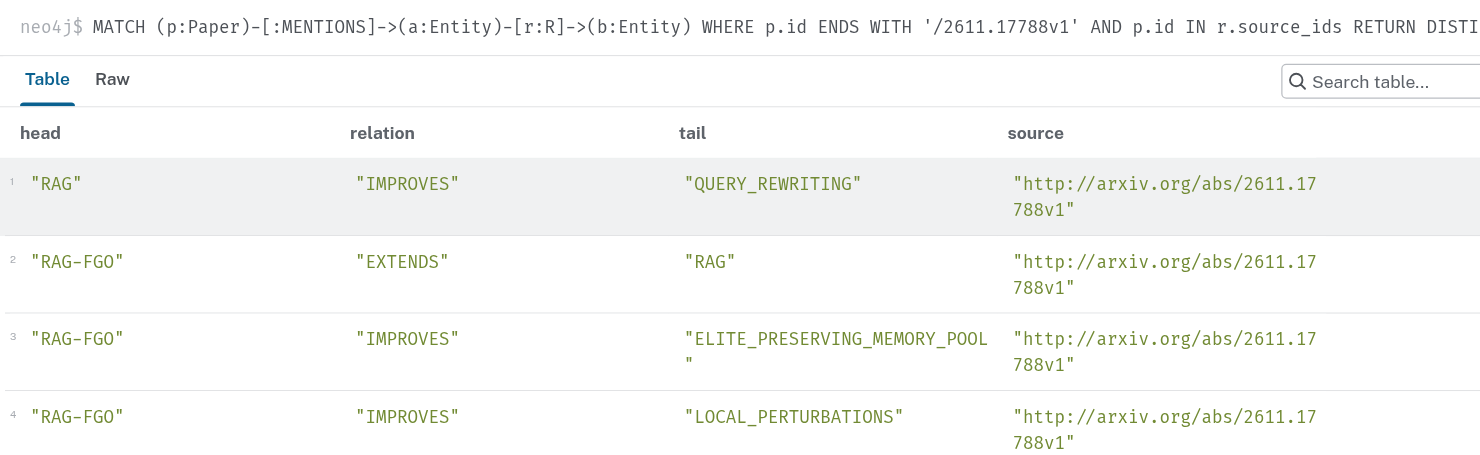 neo4j$ MATCH (p:Paper)-[:MENTIONS]->(a:Entity)-[r:R]->(b:Entity) WHERE p.id ENDS WITH '/2611.17788v1' AND p.id IN r.source_ids RETURN DISTI
Table Raw
Search table...
head relation tail source
1 "RAG" "IMPROVES" "QUERY_REWRITING" "http://arxiv.org/abs/2611.17
788v1"
2 "RAG-FGO" "EXTENDS" "RAG" "http://arxiv.org/abs/2611.17
788v1"
3 "RAG-FGO" "IMPROVES" "ELITE_PRESERVING_MEMORY_POOL "http://arxiv.org/abs/2611.17
" 788v1"
4 "RAG-FGO" "IMPROVES" "LOCAL_PERTURBATIONS" "http://arxiv.org/abs/2611.17
788v1"